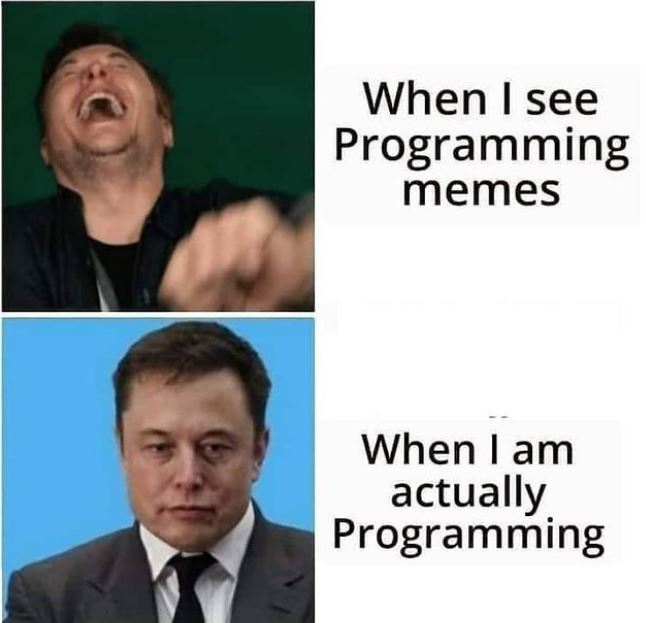 When I see
Programming
memes
When I am
actually
Programming